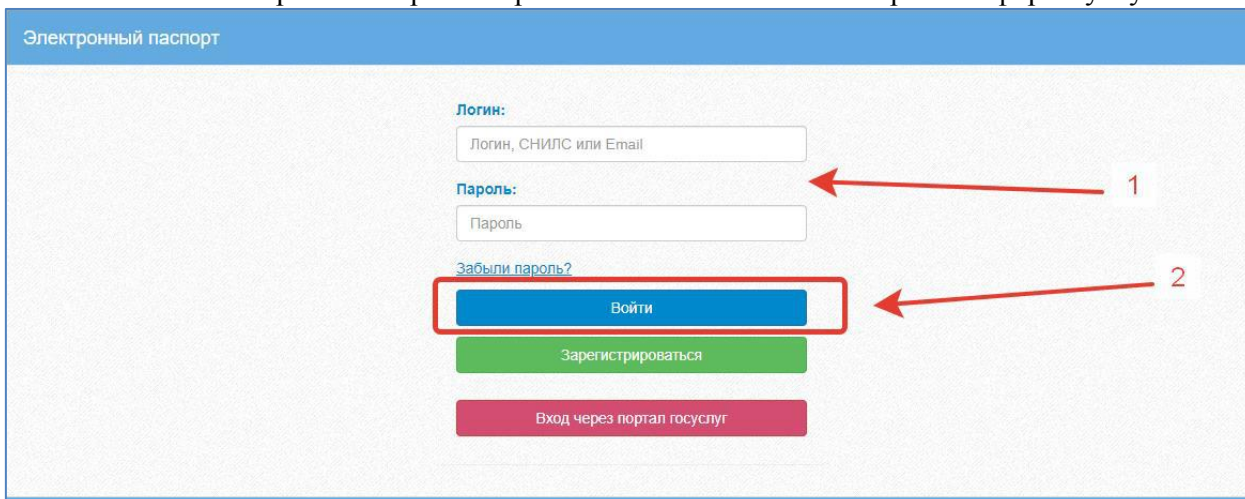 Электронный паспорт
Логин:
Логин, СНИЛС или Email
1
Пароль:
Пароль
Забыли пароль?
2
Войти
Зарегистрироваться
Вход через портал госуслуг